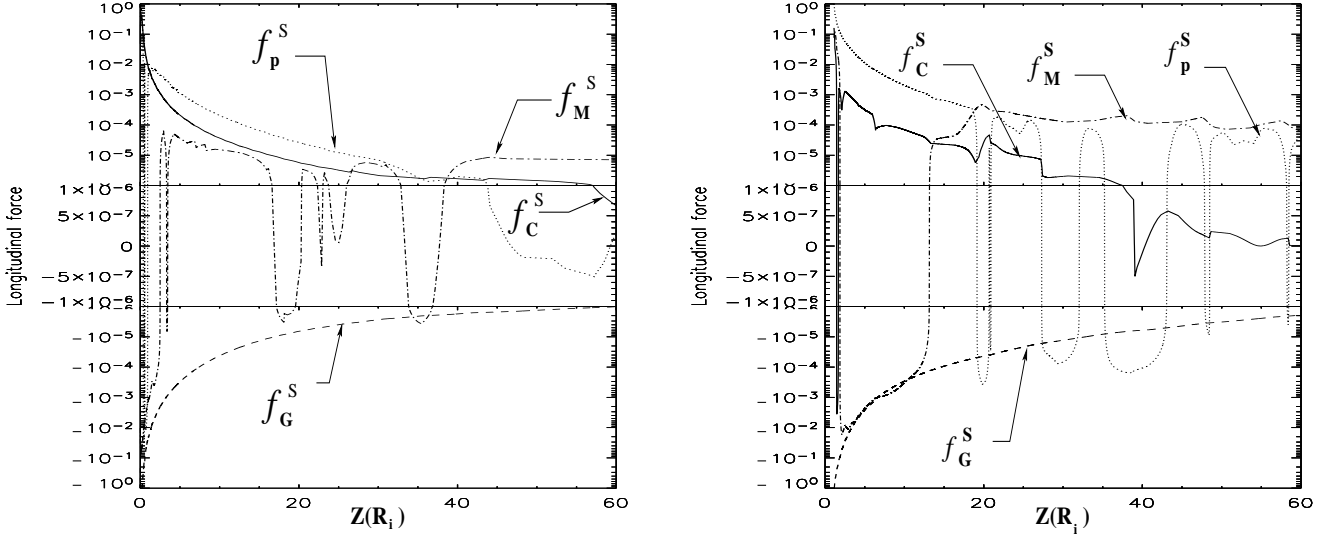 10⁰
10⁻¹
10⁻²
10⁻³
10⁻⁴
10⁻⁵
1×10⁻⁶
5×10⁻⁷
0
−5×10⁻⁷
−1×10⁻⁶
−10⁻⁵
−10⁻⁴
−10⁻³
−10⁻²
−10⁻¹
−10⁰
Longitudinal force
f_p^S
f_M^S
f_C^S
f_G^S
0 20 40 60
Z(R_i)
10⁰
10⁻¹
10⁻²
10⁻³
10⁻⁴
10⁻⁵
1×10⁻⁶
5×10⁻⁷
0
−5×10⁻⁷
−1×10⁻⁶
−10⁻⁵
−10⁻⁴
−10⁻³
−10⁻²
−10⁻¹
−10⁰
Longitudinal force
f_C^S
f_M^S
f_p^S
f_G^S
0 20 40 60
Z(R_i)